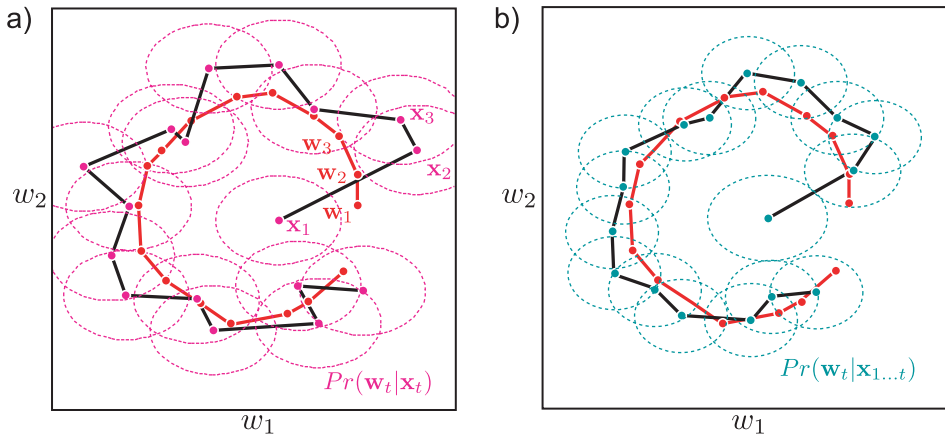 a)
b)
x₃
w₃
x₂
w₂
w₂
w₂
w₁
x₁
Pr(wₜ|xₜ)
Pr(wₜ|x₁...ₜ)
w₁
w₁